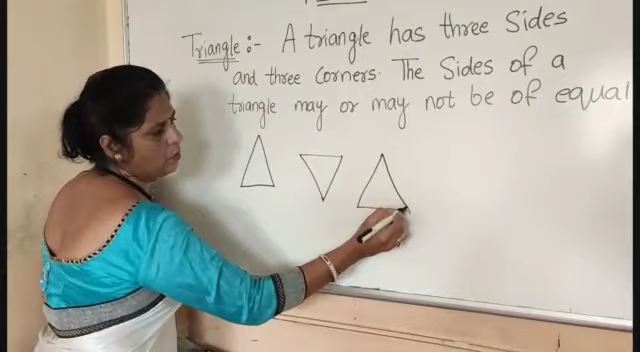 Triangle :- A triangle has three Sides
and three Corners. The Sides of a
triangle may or may not be of equal